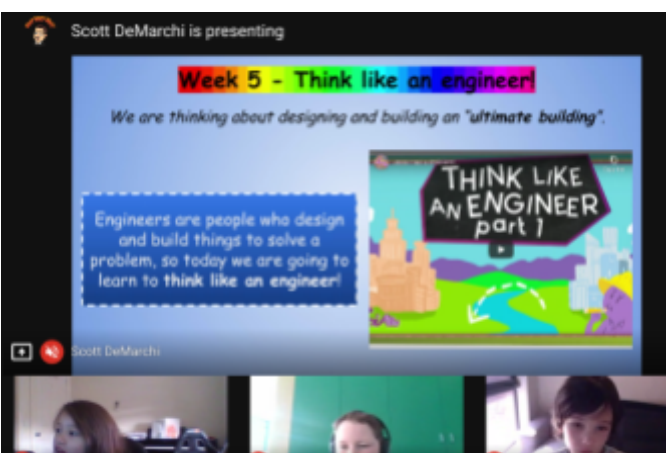 Scott DeMarchi is presenting
Week 5 - Think like an engineer!
We are thinking about designing and building an "ultimate building".
THINK LIKE
AN ENGINEER
part 1
Engineers are people who design
and build things to solve a
problem, so today we are going to
learn to think like an engineer!
Scott DeMarchi